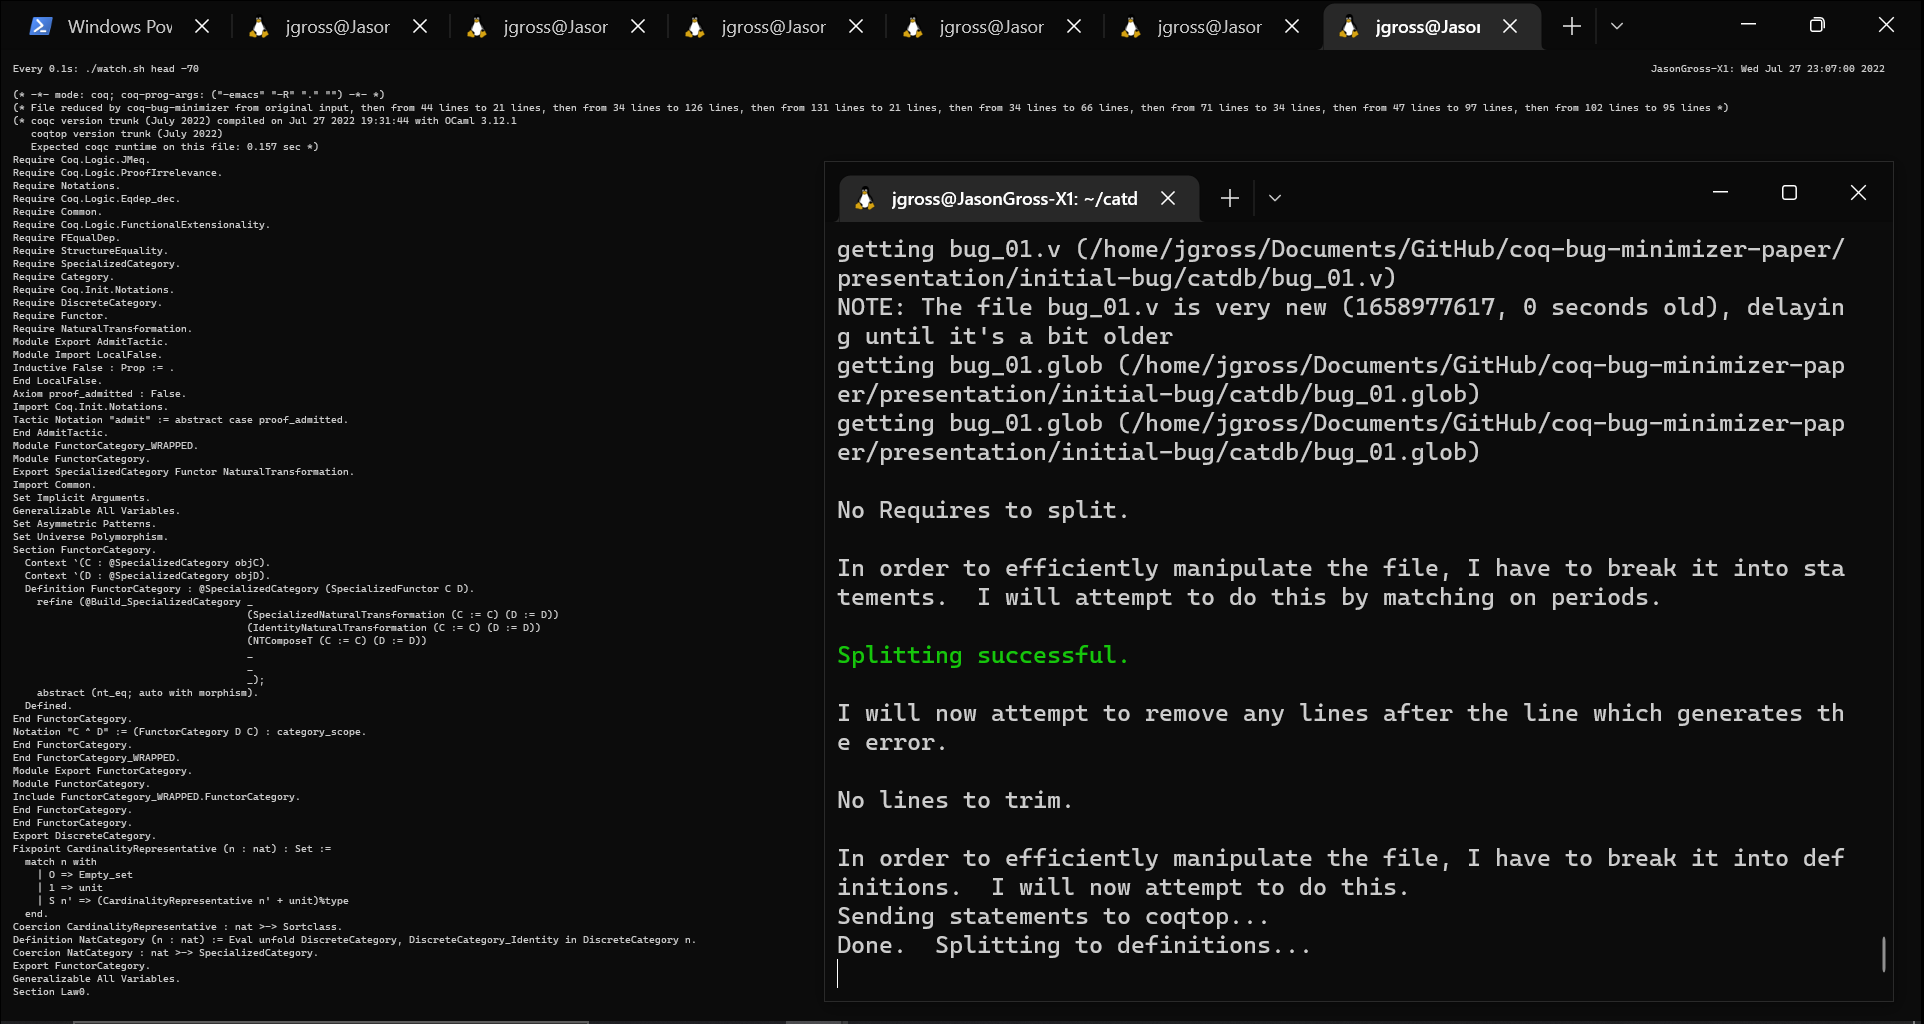 Windows Pow
jgross@Jasor
jgross@Jasor
jgross@Jasor
jgross@Jasor
jgross@Jasor
jgross@Jasor
Every 0.1s: ./watch.sh head -70
JasonGross-X1: Wed Jul 27 23:07:00 2022
(* -*- mode: coq; coq-prog-args: ("-emacs" "-R" "." "") -*- *)
(* File reduced by coq-bug-minimizer from original input, then from 44 lines to 21 lines, then from 34 lines to 126 lines, then from 131 lines to 21 lines, then from 34 lines to 66 lines, then from 71 lines to 34 lines, then from 47 lines to 97 lines, then from 102 lines to 95 lines *)
(* coqc version trunk (July 2022) compiled on Jul 27 2022 19:31:44 with OCaml 3.12.1
   coqtop version trunk (July 2022)
   Expected coqc runtime on this file: 0.157 sec *)
Require Coq.Logic.JMeq.
Require Coq.Logic.ProofIrrelevance.
Require Notations.
Require Coq.Logic.Eqdep_dec.
Require Common.
Require Coq.Logic.FunctionalExtensionality.
Require FEqualDep.
Require StructureEquality.
Require SpecializedCategory.
Require Category.
Require Coq.Init.Notations.
Require DiscreteCategory.
Require Functor.
Require NaturalTransformation.
Module Export AdmitTactic.
Module Import LocalFalse.
Inductive False : Prop := .
End LocalFalse.
Axiom proof_admitted : False.
Import Coq.Init.Notations.
Tactic Notation "admit" := abstract case proof_admitted.
End AdmitTactic.
Module FunctorCategory_WRAPPED.
Module FunctorCategory.
Export SpecializedCategory Functor NaturalTransformation.
Import Common.
Set Implicit Arguments.
Generalizable All Variables.
Set Asymmetric Patterns.
Set Universe Polymorphism.
Section FunctorCategory.
  Context `(C : @SpecializedCategory objC).
  Context `(D : @SpecializedCategory objD).
  Definition FunctorCategory : @SpecializedCategory (SpecializedFunctor C D).
    refine (@Build_SpecializedCategory _
                                       (SpecializedNaturalTransformation (C := C) (D := D))
                                       (IdentityNaturalTransformation (C := C) (D := D))
                                       (NTComposeT (C := C) (D := D))
                                       _
                                       _
                                       _);
    abstract (nt_eq; auto with morphism).
  Defined.
End FunctorCategory.
Notation "C ^ D" := (FunctorCategory D C) : category_scope.
End FunctorCategory.
End FunctorCategory_WRAPPED.
Module Export FunctorCategory.
Module FunctorCategory.
Include FunctorCategory_WRAPPED.FunctorCategory.
End FunctorCategory.
End FunctorCategory.
Export DiscreteCategory.
Fixpoint CardinalityRepresentative (n : nat) : Set :=
  match n with
    | O => Empty_set
    | 1 => unit
    | S n' => (CardinalityRepresentative n' + unit)%type
  end.
Coercion CardinalityRepresentative : nat >-> Sortclass.
Definition NatCategory (n : nat) := Eval unfold DiscreteCategory, DiscreteCategory_Identity in DiscreteCategory n.
Coercion NatCategory : nat >-> SpecializedCategory.
Export FunctorCategory.
Generalizable All Variables.
Section Law0.
jgross@JasonGross-X1: ~/catd
getting bug_01.v (/home/jgross/Documents/GitHub/coq-bug-minimizer-paper/
presentation/initial-bug/catdb/bug_01.v)
NOTE: The file bug_01.v is very new (1658977617, 0 seconds old), delayin
g until it's a bit older
getting bug_01.glob (/home/jgross/Documents/GitHub/coq-bug-minimizer-pap
er/presentation/initial-bug/catdb/bug_01.glob)
getting bug_01.glob (/home/jgross/Documents/GitHub/coq-bug-minimizer-pap
er/presentation/initial-bug/catdb/bug_01.glob)
No Requires to split.
In order to efficiently manipulate the file, I have to break it into sta
tements.  I will attempt to do this by matching on periods.
Splitting successful.
I will now attempt to remove any lines after the line which generates th
e error.
No lines to trim.
In order to efficiently manipulate the file, I have to break it into def
initions.  I will now attempt to do this.
Sending statements to coqtop...
Done.  Splitting to definitions...